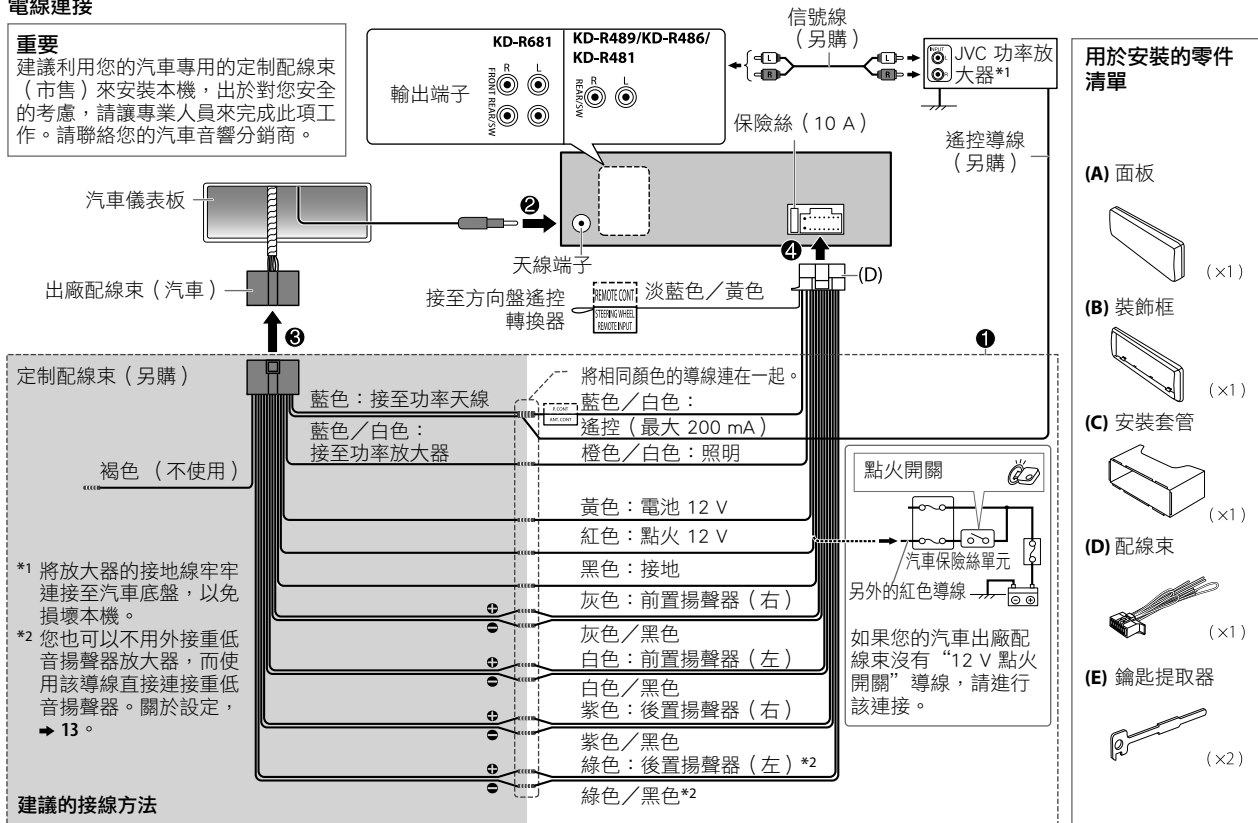 電線連接
重要
建議利用您的汽車專用的定制配線束
（市售）來安裝本機，出於對您安全
的考慮，請讓專業人員來完成此項工
作。請聯絡您的汽車音響分銷商。
KD-R681
KD-R489/KD-R486/
KD-R481
輸出端子
R L
FRONT
REAR/SW
R L
REAR/SW
信號線
（另購）
L
R
L
R
INPUT
L
R
JVC 功率放
大器*1
保險絲（10 A）
遙控導線
（另購）
汽車儀表板
2
天線端子
4
(D)
出廠配線束（汽車）
3
接至方向盤遙控
轉換器
REMOTE CONT
STEERING WHEEL
REMOTE INPUT
淡藍色／黃色
1
定制配線束（另購）
將相同顏色的導線連在一起。
藍色：接至功率天線
P.CONT
ANT. CONT
藍色／白色：
遙控（最大 200 mA）
藍色／白色：
接至功率放大器
橙色／白色：照明
褐色 （不使用）
黃色：電池 12 V
紅色：點火 12 V
黑色：接地
灰色：前置揚聲器（右）
灰色／黑色
白色：前置揚聲器（左）
白色／黑色
紫色：後置揚聲器（右）
紫色／黑色
綠色：後置揚聲器（左）*2
綠色／黑色*2
點火開關
汽車保險絲單元
另外的紅色導線
如果您的汽車出廠配
線束沒有“12 V 點火
開關”導線，請進行
該連接。
*1 將放大器的接地線牢牢
連接至汽車底盤，以免
損壞本機。
*2 您也可以不用外接重低
音揚聲器放大器，而使
用該導線直接連接重低
音揚聲器。關於設定，
➡ 13。
建議的接線方法
用於安裝的零件
清單
(A) 面板
（×1）
(B) 裝飾框
（×1）
(C) 安裝套管
（×1）
(D) 配線束
（×1）
(E) 鑰匙提取器
（×2）